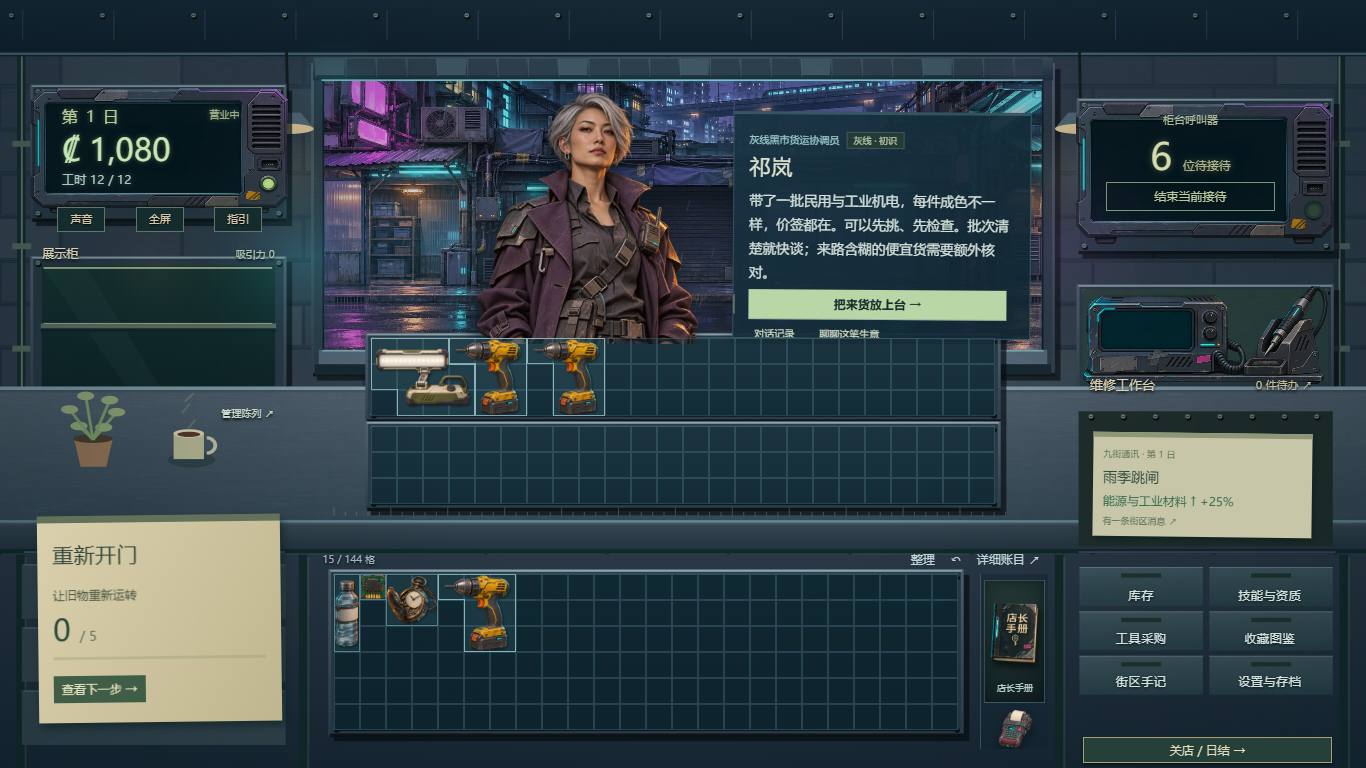 第 1 日
营业中
₡ 1,080
工时 12 / 12
声音
全屏
指引
展示柜
吸引力 0
管理陈列 ↗
灰线黑市货运协调员
灰线 · 初识
祁岚
带了一批民用与工业机电，每件成色不一
样，价签都在。可以先挑、先检查。批次清
楚就快谈；来路含糊的便宜货需要额外核
对。
把来货放上台 →
对话记录
聊聊这笔生意
柜台呼叫器
6 位待接待
结束当前接待
维修工作台
0 件待办 ↗
九街通讯 · 第 1 日
雨季跳闸
能源与工业材料 ↑ +25%
有一条街区消息 ↗
重新开门
让旧物重新运转
0 / 5
查看下一步 →
15 / 144 格
整理
↶
详细账目 ↗
店长
手册
店长手册
库存
技能与资质
工具采购
收藏图鉴
街区手记
设置与存档
关店 / 日结 →